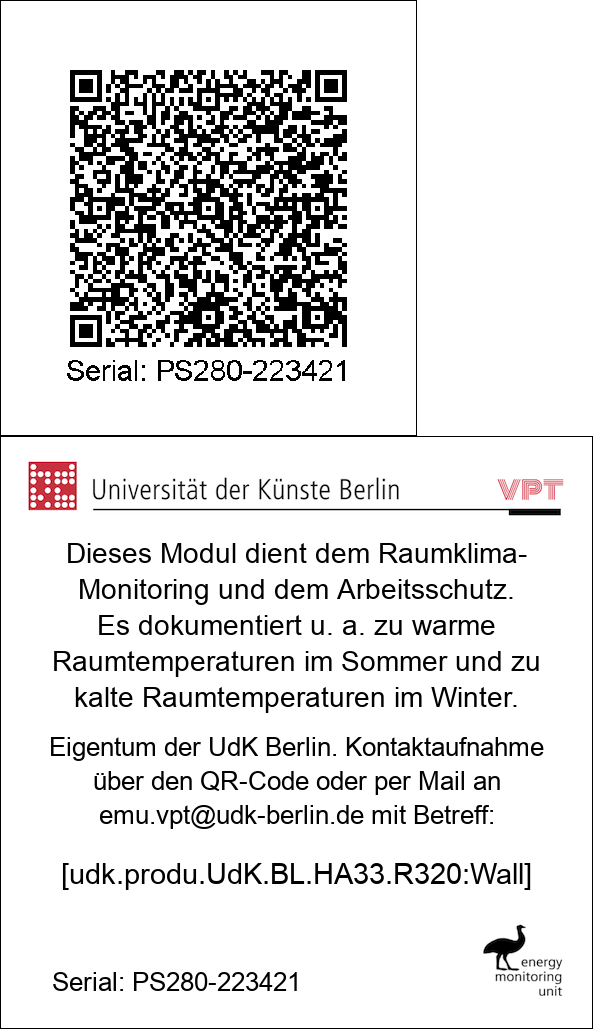 Serial: PS280-223421
Universität der Künste Berlin
VPT
Dieses Modul dient dem Raumklima-
Monitoring und dem Arbeitsschutz.
Es dokumentiert u. a. zu warme
Raumtemperaturen im Sommer und zu
kalte Raumtemperaturen im Winter.
Eigentum der UdK Berlin. Kontaktaufnahme
über den QR-Code oder per Mail an
emu.vpt@udk-berlin.de mit Betreff:
[udk.produ.UdK.BL.HA33.R320:Wall]
Serial: PS280-223421
energy
monitoring
unit